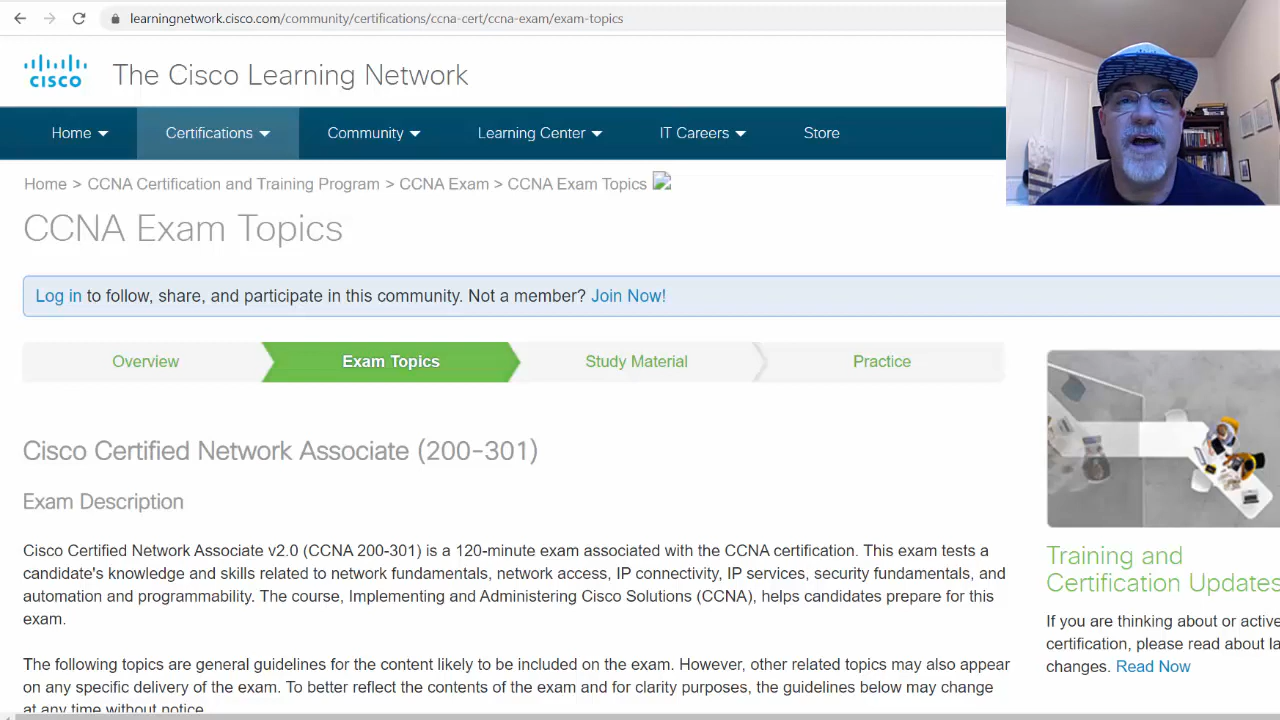 learningnetwork.cisco.com/community/certifications/ccna-cert/ccna-exam/exam-topics
CISCO The Cisco Learning Network
Home Certifications Community Learning Center IT Careers Store
Home > CCNA Certification and Training Program > CCNA Exam > CCNA Exam Topics
CCNA Exam Topics
Log in to follow, share, and participate in this community. Not a member? Join Now!
Overview Exam Topics Study Material Practice
Cisco Certified Network Associate (200-301)
Exam Description
Cisco Certified Network Associate v2.0 (CCNA 200-301) is a 120-minute exam associated with the CCNA certification. This exam tests a
candidate's knowledge and skills related to network fundamentals, network access, IP connectivity, IP services, security fundamentals, and
automation and programmability. The course, Implementing and Administering Cisco Solutions (CCNA), helps candidates prepare for this
exam.
The following topics are general guidelines for the content likely to be included on the exam. However, other related topics may also appear
on any specific delivery of the exam. To better reflect the contents of the exam and for clarity purposes, the guidelines below may change
at any time without notice.
Training and
Certification Updates
If you are thinking about or active
certification, please read about la
changes. Read Now